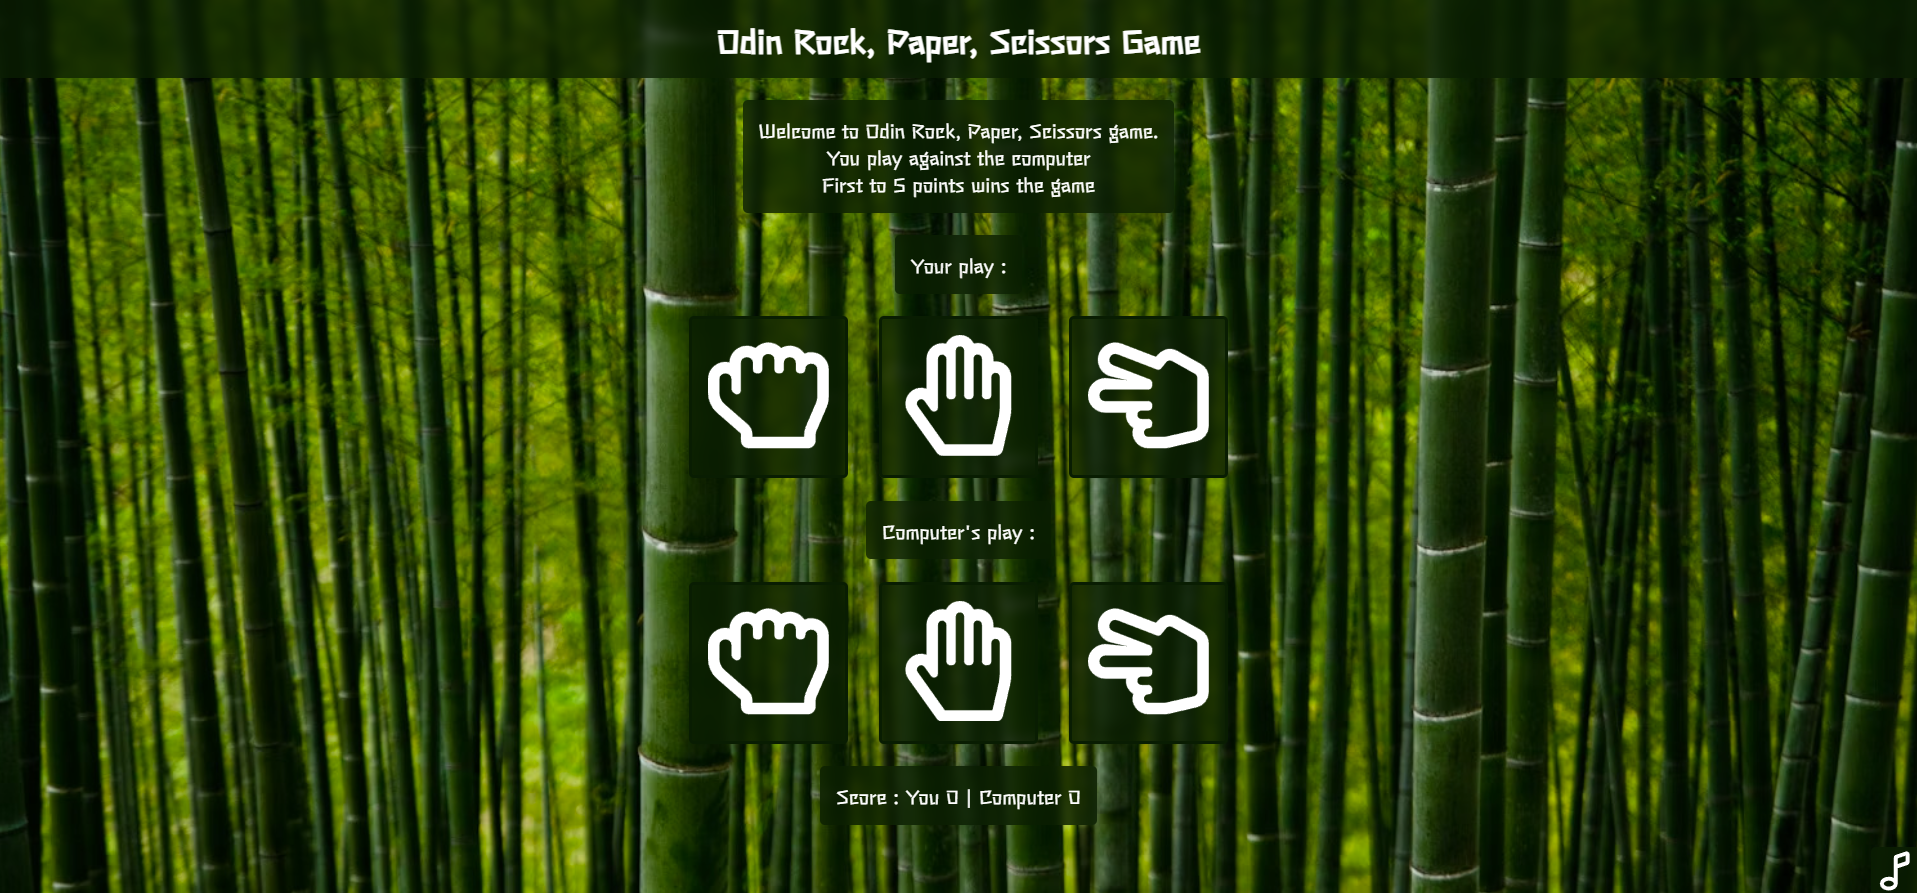 Odin Rock, Paper, Scissors Game
Welcome to Odin Rock, Paper, Scissors game.
You play against the computer
First to 5 points wins the game
Your play :
Computer's play :
Score : You 0 | Computer 0